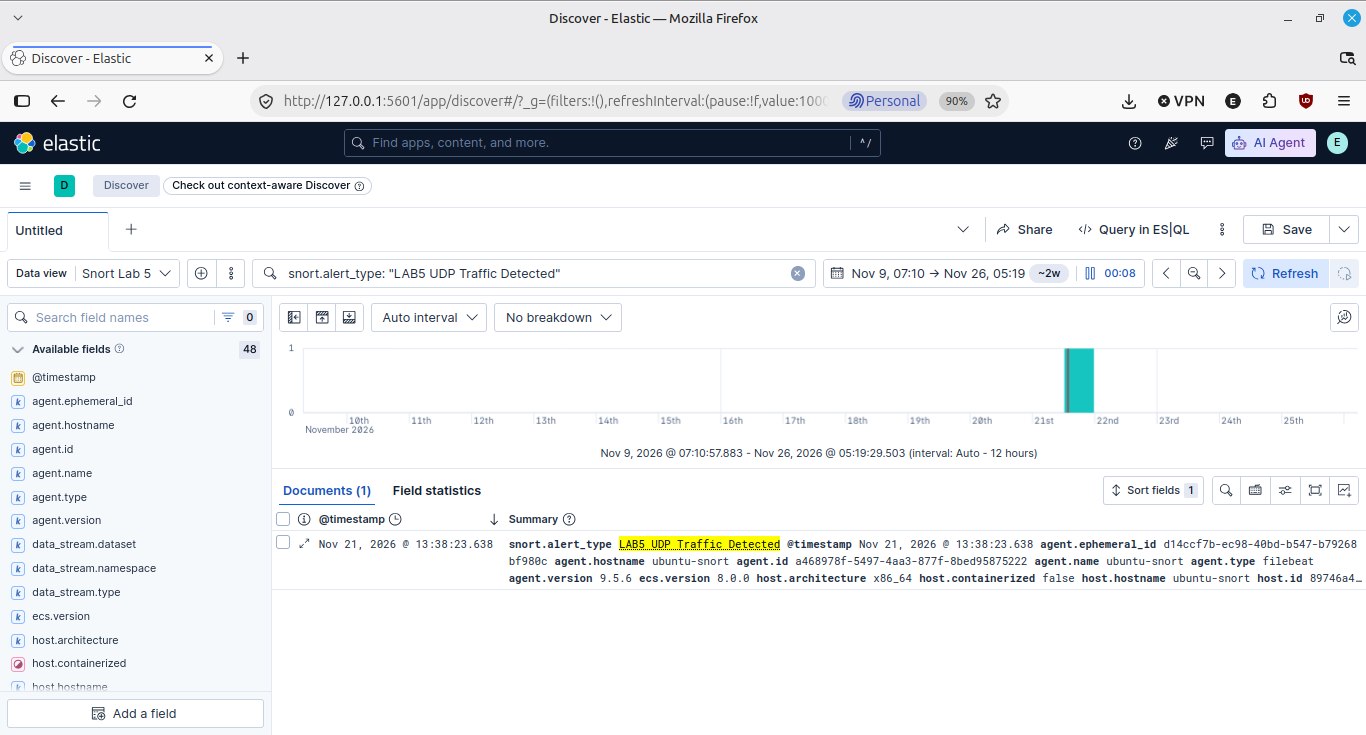 Discover - Elastic — Mozilla Firefox
Discover - Elastic
http://127.0.0.1:5601/app/discover#/?_g=(filters:!(),refreshInterval:(pause:!f,value:1000
Personal
90%
VPN
E
elastic
Find apps, content, and more.
^/
AI Agent
E
D
Discover
Check out context-aware Discover
Untitled
Share
Query in ES|QL
Save
Data view
Snort Lab 5
snort.alert_type: "LAB5 UDP Traffic Detected"
Nov 9, 07:10 → Nov 26, 05:19
~2w
00:08
Refresh
Search field names
0
Auto interval
No breakdown
Available fields
48
@timestamp
agent.ephemeral_id
agent.hostname
agent.id
agent.name
agent.type
agent.version
data_stream.dataset
data_stream.namespace
data_stream.type
ecs.version
host.architecture
host.containerized
host.hostname
Add a field
1
0
10th 11th 12th 13th 14th 15th 16th 17th 18th 19th 20th 21st 22nd 23rd 24th 25th
November 2026
Nov 9, 2026 @ 07:10:57.883 - Nov 26, 2026 @ 05:19:29.503 (interval: Auto - 12 hours)
Documents (1)
Field statistics
Sort fields 1
@timestamp
Summary
Nov 21, 2026 @ 13:38:23.638
snort.alert_type LAB5 UDP Traffic Detected @timestamp Nov 21, 2026 @ 13:38:23.638 agent.ephemeral_id d14ccf7b-ec98-40bd-b547-b79268
bf980c agent.hostname ubuntu-snort agent.id a468978f-5497-4aa3-877f-8bed95875222 agent.name ubuntu-snort agent.type filebeat
agent.version 9.5.6 ecs.version 8.0.0 host.architecture x86_64 host.containerized false host.hostname ubuntu-snort host.id 89746a4…